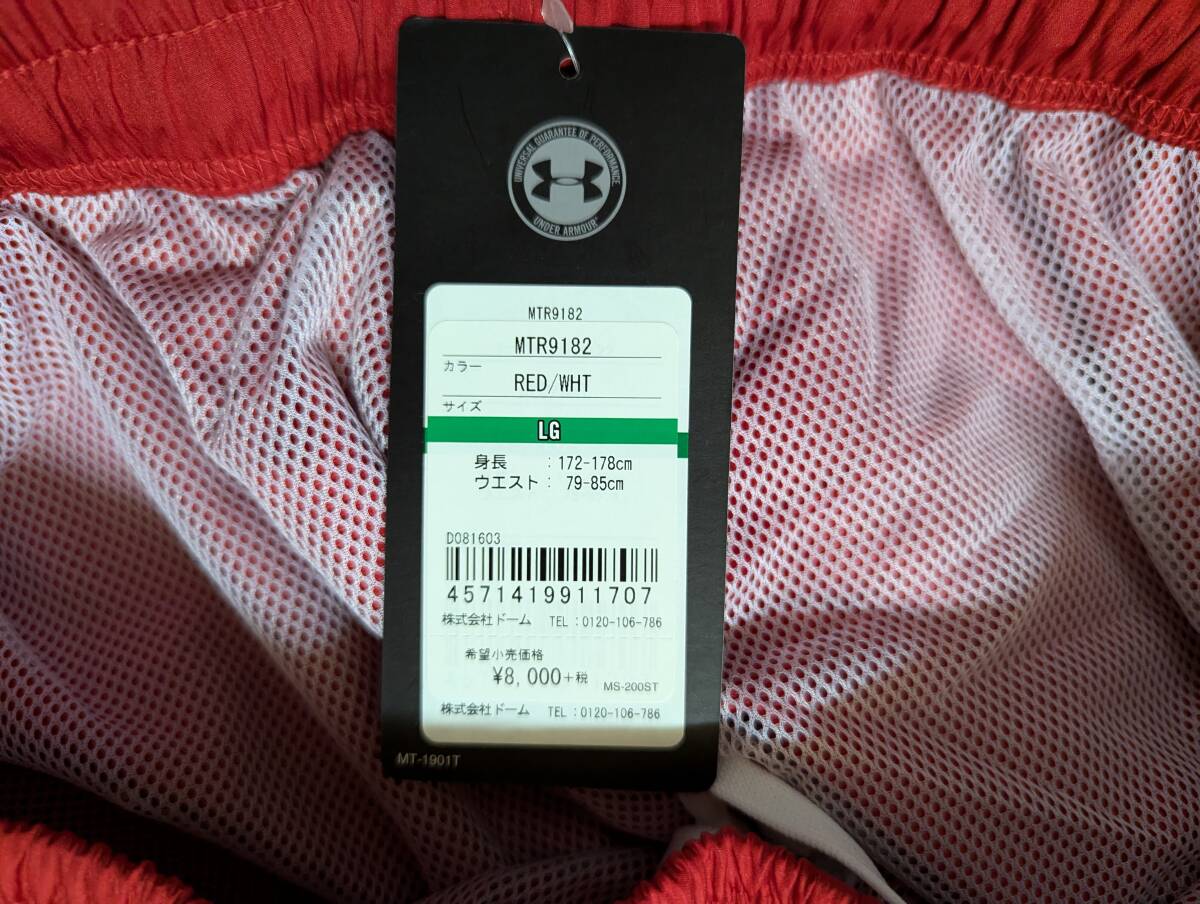 UNIVERSAL GUARANTEE OF PERFORMANCE
UNDER ARMOUR
MTR9182
MTR9182
カラー
RED/WHT
サイズ
LG
身長 :172-178cm
ウエスト: 79-85cm
D081603
4571419911707
株式会社ドーム TEL:0120-106-786
希望小売価格
¥8,000+税
MS-200ST
株式会社ドーム TEL:0120-106-786
MT-1901T